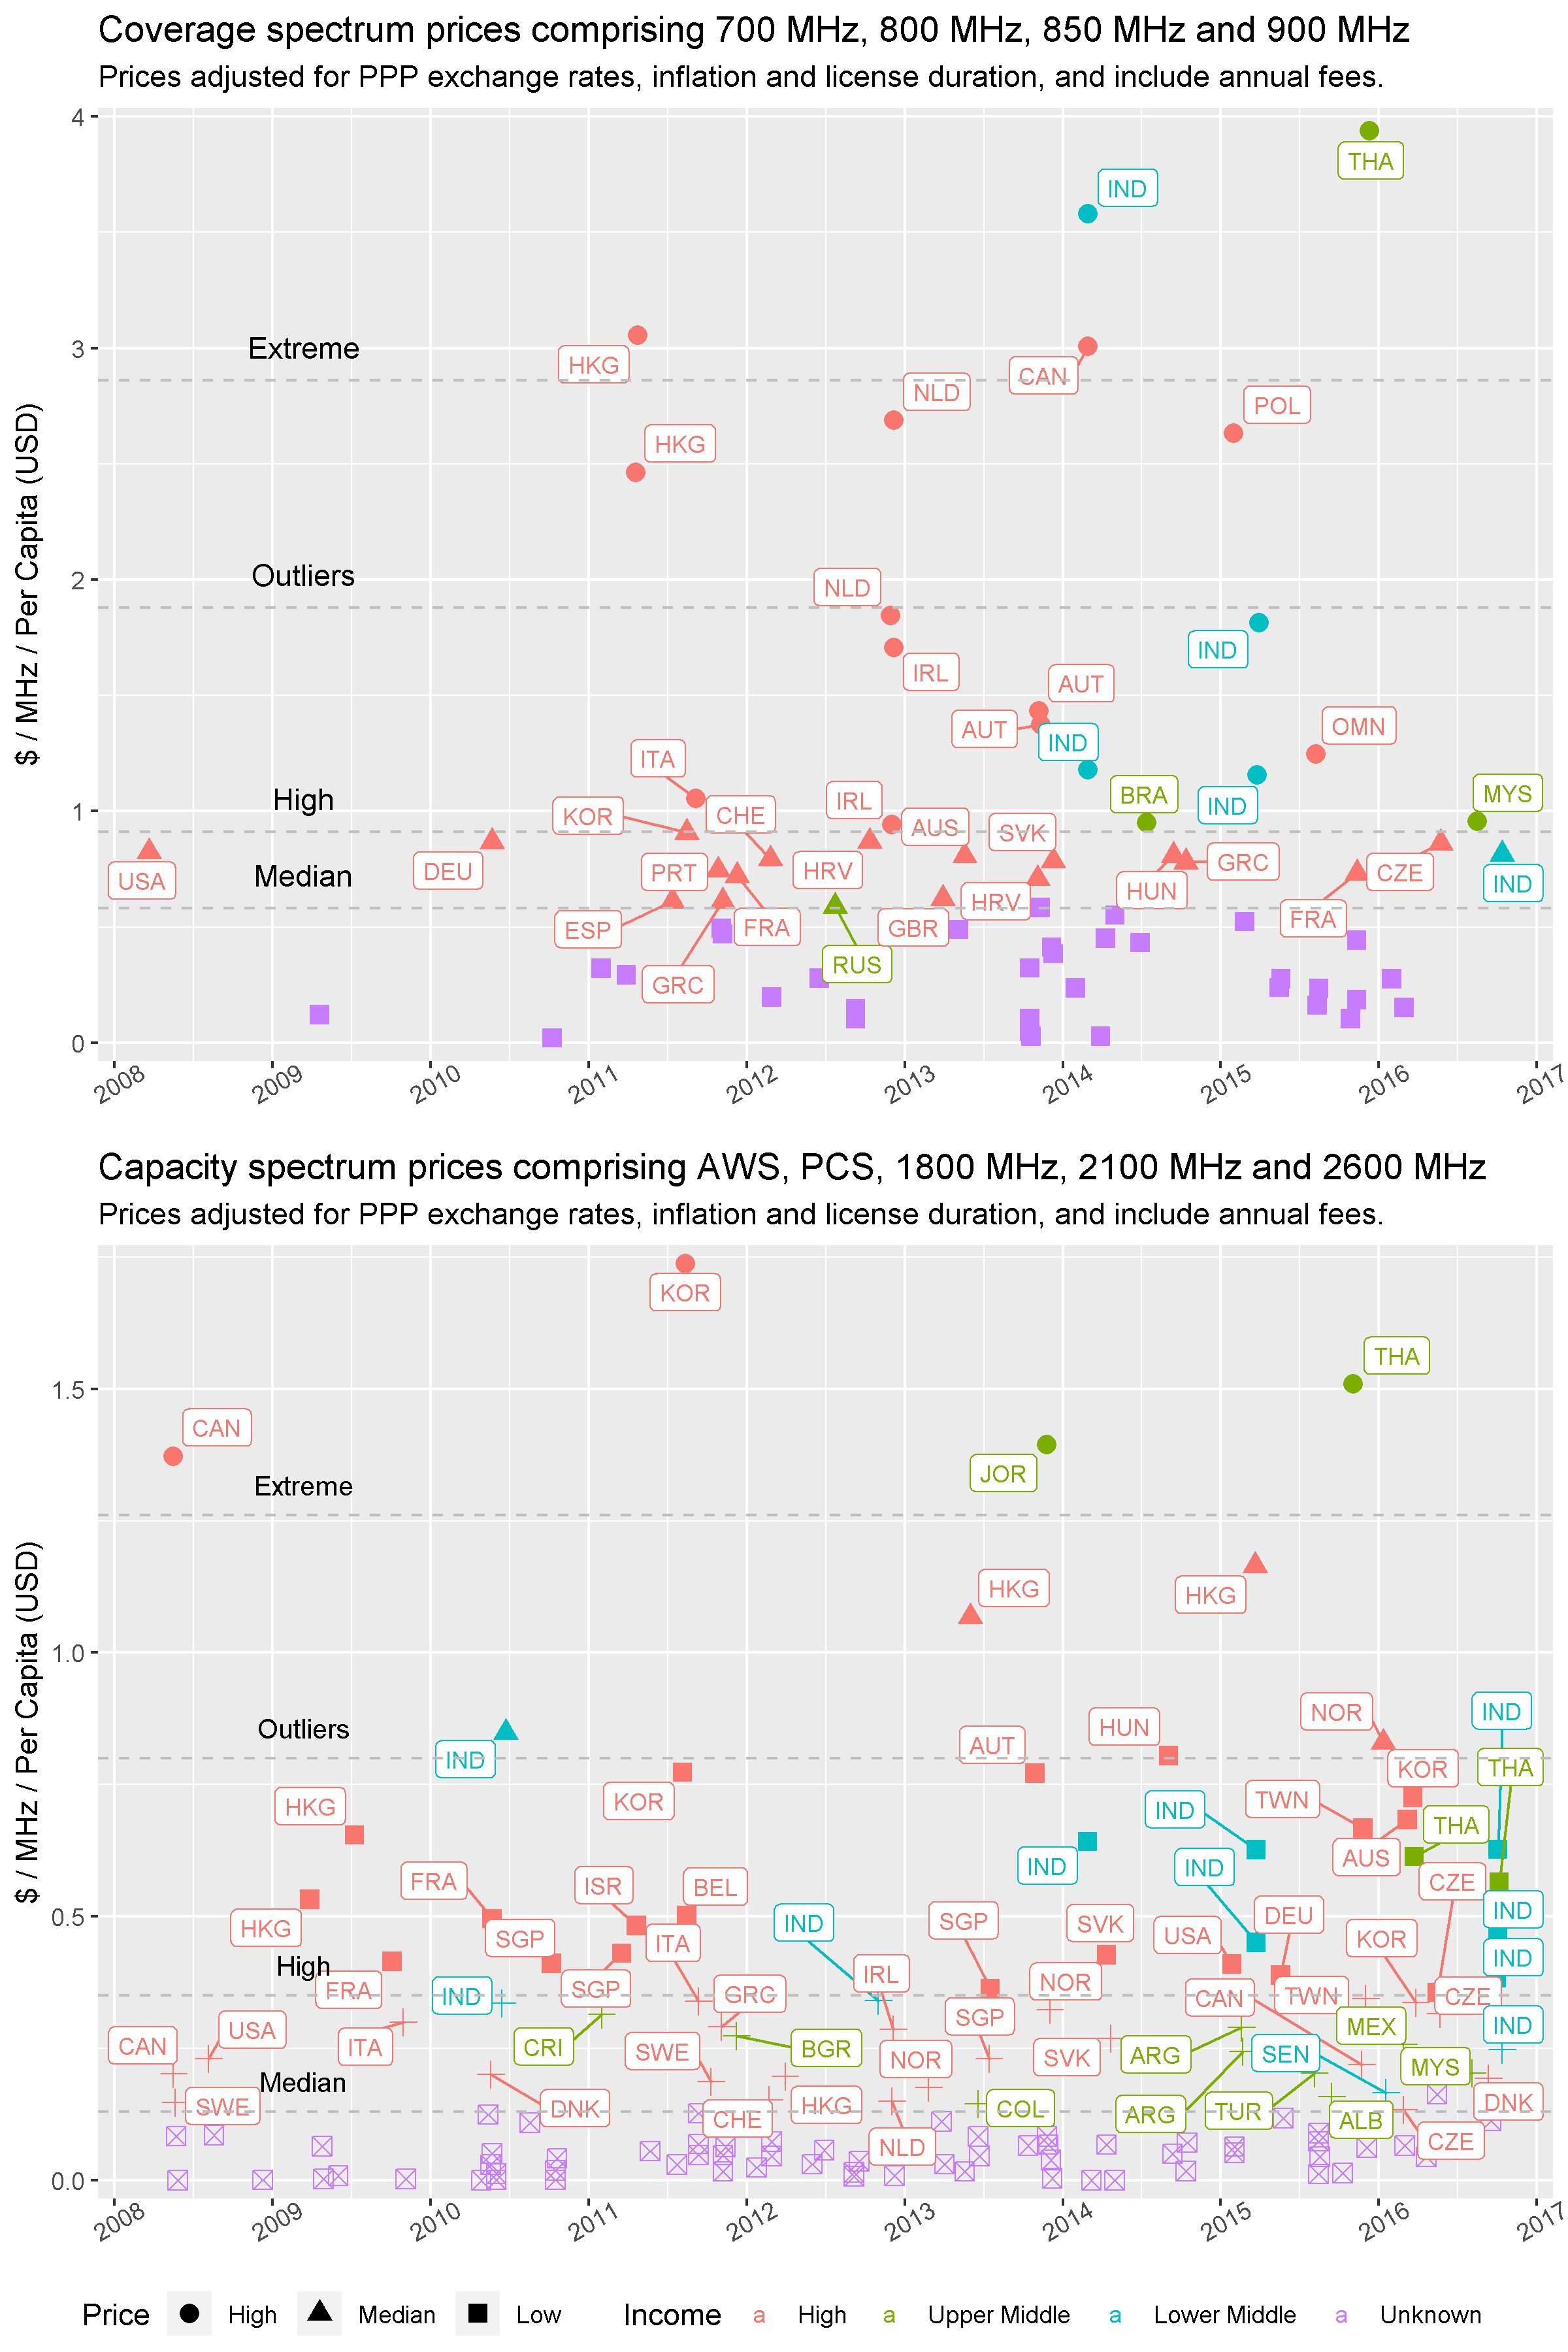 Coverage spectrum prices comprising 700 MHz, 800 MHz, 850 MHz and 900 MHz
Prices adjusted for PPP exchange rates, inflation and license duration, and include annual fees.
$ / MHz / Per Capita (USD)
4
THA
IND
3
Extreme
HKG
CAN
NLD
POL
HKG
2
Outliers
NLD
IND
IRL
AUT
AUT
IND
OMN
ITA
IND
BRA
MYS
1
High
KOR
CHE
IRL
AUS
SVK
USA
DEU
Median
PRT
HRV
HUN
GRC
CZE
IND
ESP
FRA
GBR
HRV
FRA
RUS
GRC
0
2008
2009
2010
2011
2012
2013
2014
2015
2016
2017
Capacity spectrum prices comprising AWS, PCS, 1800 MHz, 2100 MHz and 2600 MHz
Prices adjusted for PPP exchange rates, inflation and license duration, and include annual fees.
$ / MHz / Per Capita (USD)
KOR
THA
1.5
CAN
JOR
Extreme
HKG
HKG
1.0
Outliers
IND
AUT
HUN
NOR
IND
KOR
THA
HKG
KOR
IND
TWN
THA
FRA
ISR
BEL
IND
IND
AUS
CZE
0.5
HKG
SGP
ITA
IND
SGP
SVK
USA
DEU
KOR
IND
High
FRA
IND
SGP
GRC
IRL
NOR
CAN
TWN
CZE
IND
CAN
USA
ITA
CRI
SWE
BGR
NOR
SGP
SVK
ARG
SEN
MEX
IND
MYS
Median
SWE
DNK
CHE
HKG
NLD
COL
ARG
TUR
ALB
CZE
DNK
0.0
2008
2009
2010
2011
2012
2013
2014
2015
2016
2017
Price High Median Low Income a High a Upper Middle a Lower Middle a Unknown